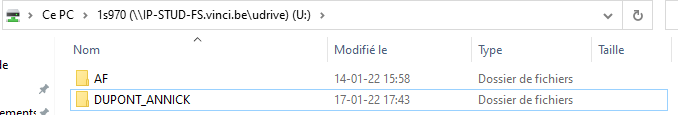 Ce PC > 1s970 (\\IP-STUD-FS.vinci.be\udrive) (U:) >
Nom Modifié le Type Taille
AF 14-01-22 15:58 Dossier de fichiers
DUPONT_ANNICK 17-01-22 17:43 Dossier de fichiers